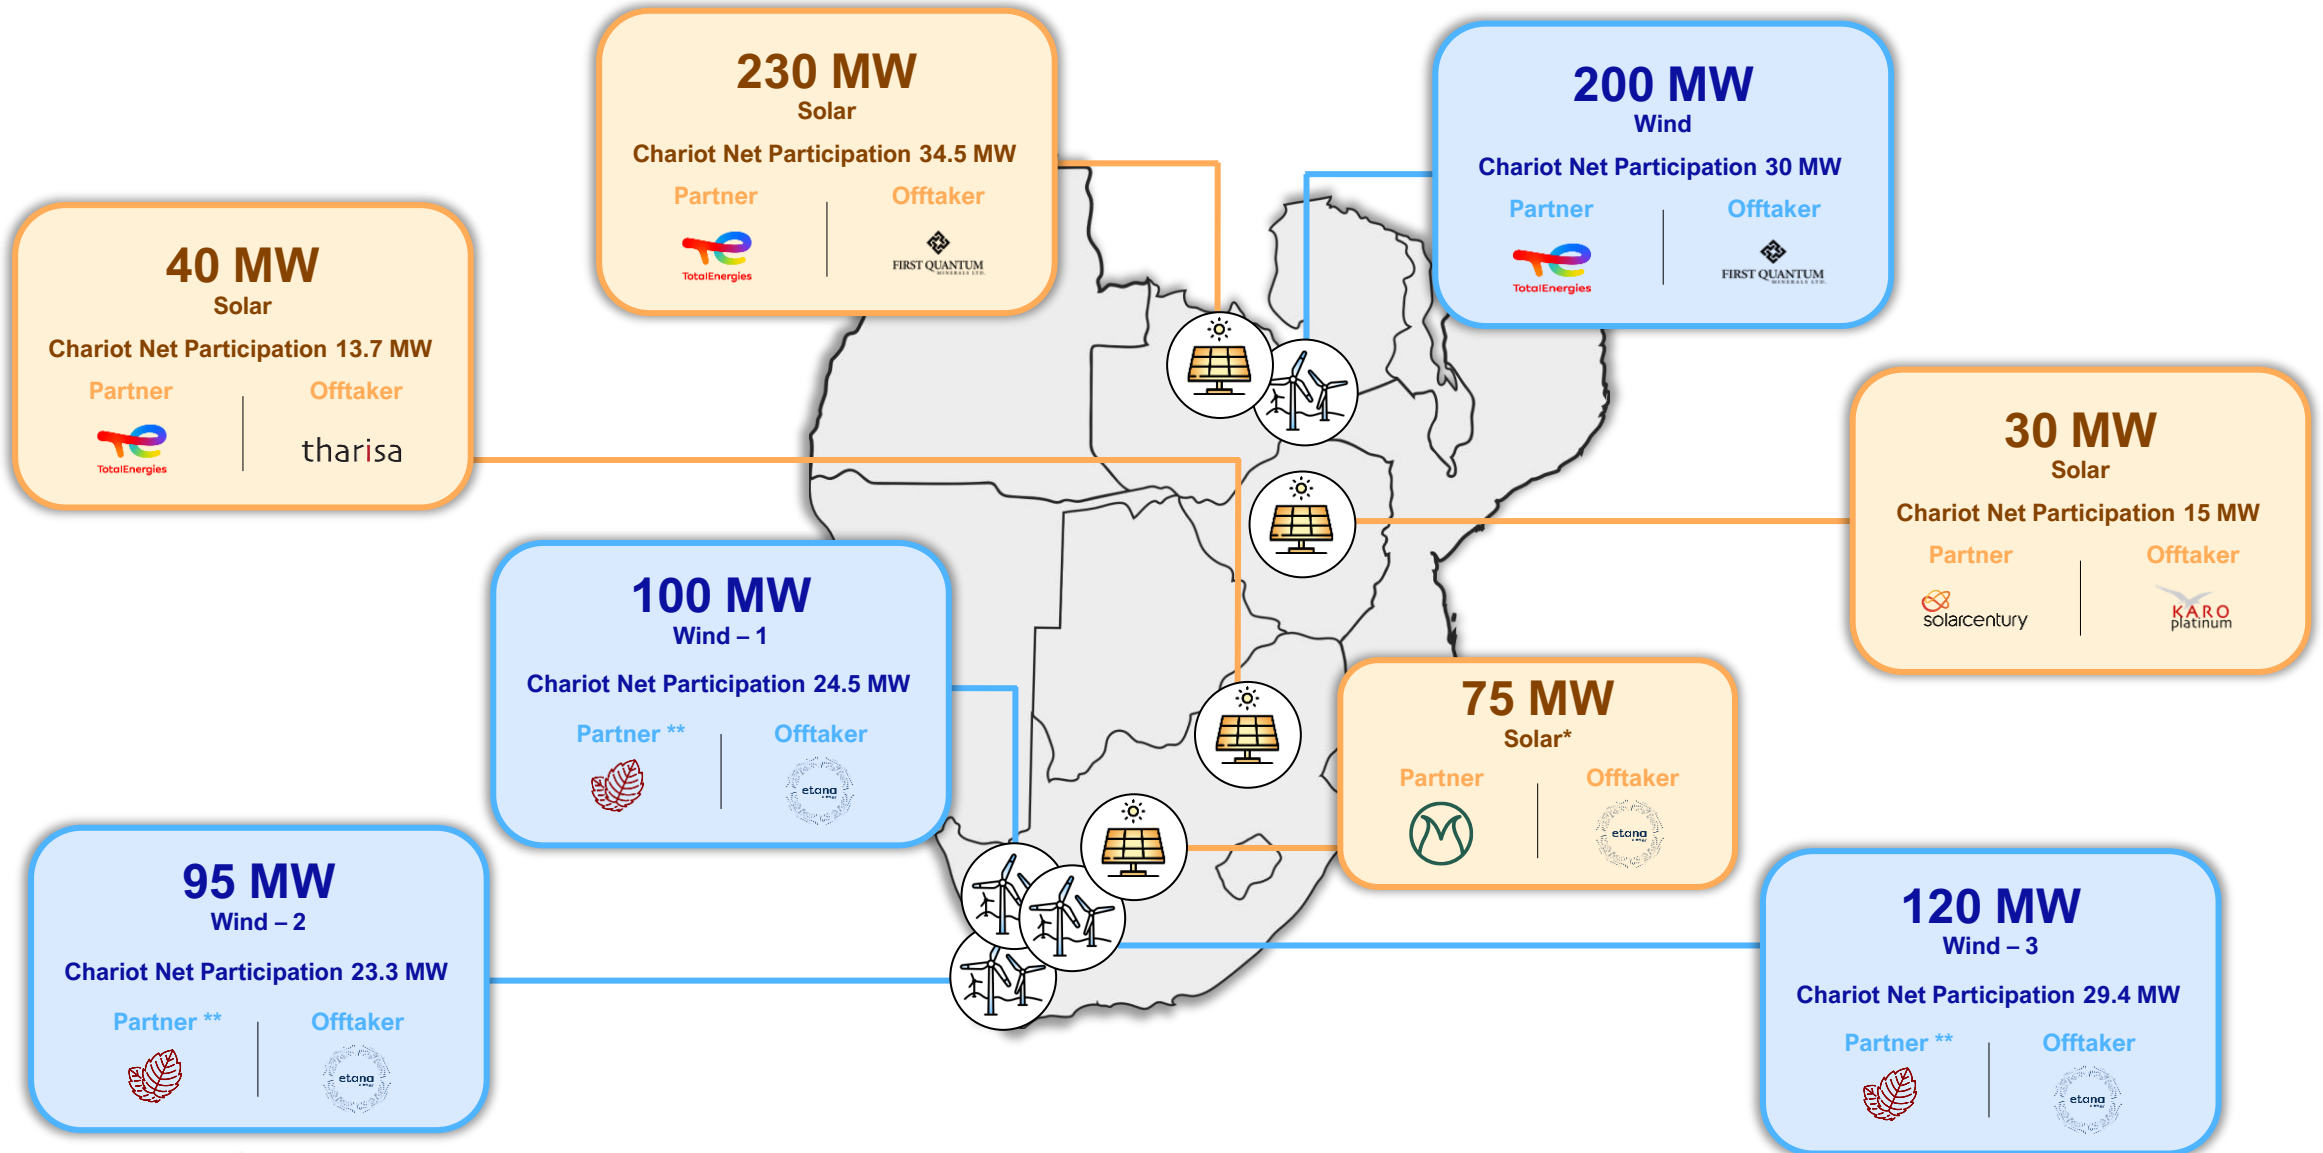 230 MW
Solar
Chariot Net Participation 34.5 MW
Partner
Offtaker
TotalEnergies
FIRST QUANTUM
MINERALS LTD.
200 MW
Wind
Chariot Net Participation 30 MW
Partner
Offtaker
TotalEnergies
FIRST QUANTUM
MINERALS LTD.
40 MW
Solar
Chariot Net Participation 13.7 MW
Partner
Offtaker
TotalEnergies
tharisa
30 MW
Solar
Chariot Net Participation 15 MW
Partner
Offtaker
solarcentury
KARO
platinum
100 MW
Wind – 1
Chariot Net Participation 24.5 MW
Partner **
Offtaker
etana
75 MW
Solar*
Partner
Offtaker
etana
95 MW
Wind – 2
Chariot Net Participation 23.3 MW
Partner **
Offtaker
etana
120 MW
Wind – 3
Chariot Net Participation 29.4 MW
Partner **
Offtaker
etana